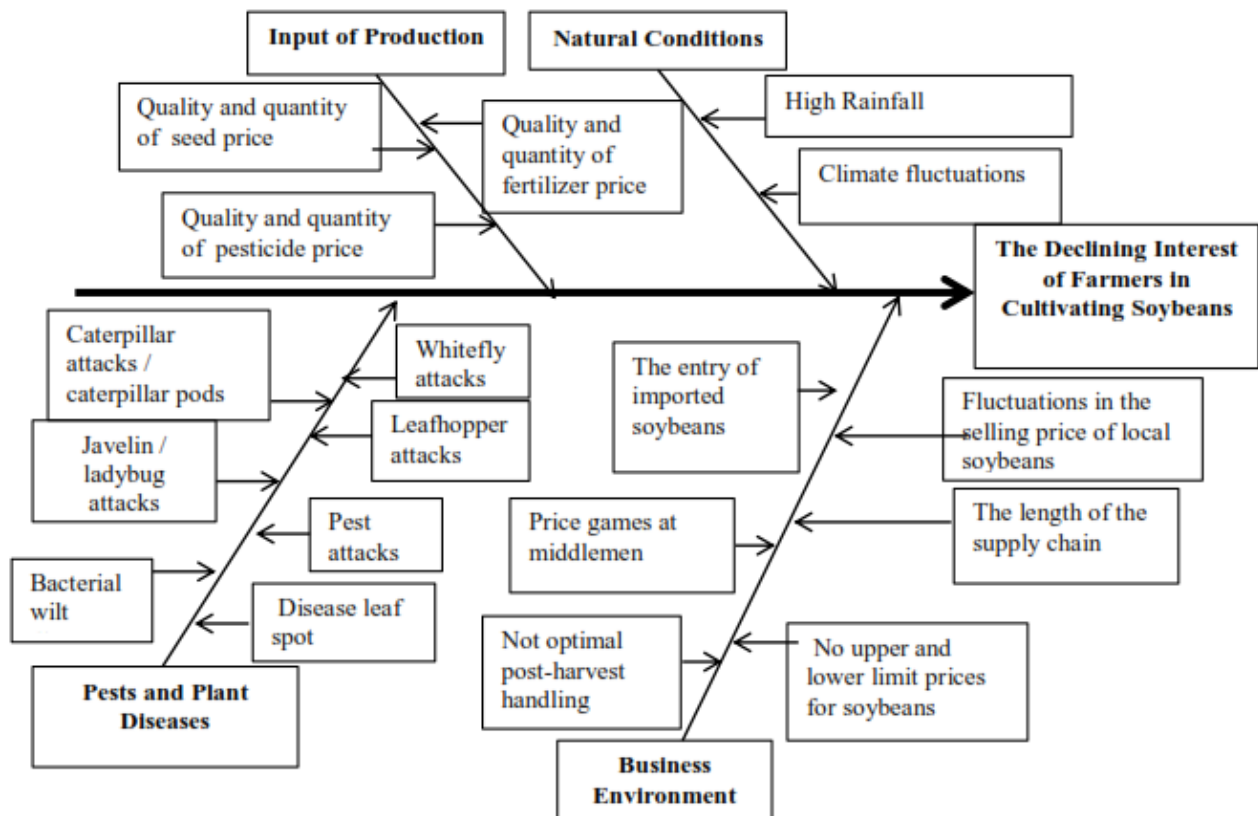 Input of Production
Natural Conditions
Quality and quantity
of seed price
Quality and
quantity of
fertilizer price
High Rainfall
Climate fluctuations
Quality and quantity
of pesticide price
The Declining Interest
of Farmers in
Cultivating Soybeans
Caterpillar
attacks /
caterpillar pods
Whitefly
attacks
The entry of
imported
soybeans
Fluctuations in the
selling price of local
soybeans
Javelin /
ladybug
attacks
Leafhopper
attacks
Pest
attacks
Price games at
middlemen
The length of the
supply chain
Bacterial
wilt
Disease leaf
spot
Not optimal
post-harvest
handling
No upper and
lower limit prices
for soybeans
Pests and Plant
Diseases
Business
Environment